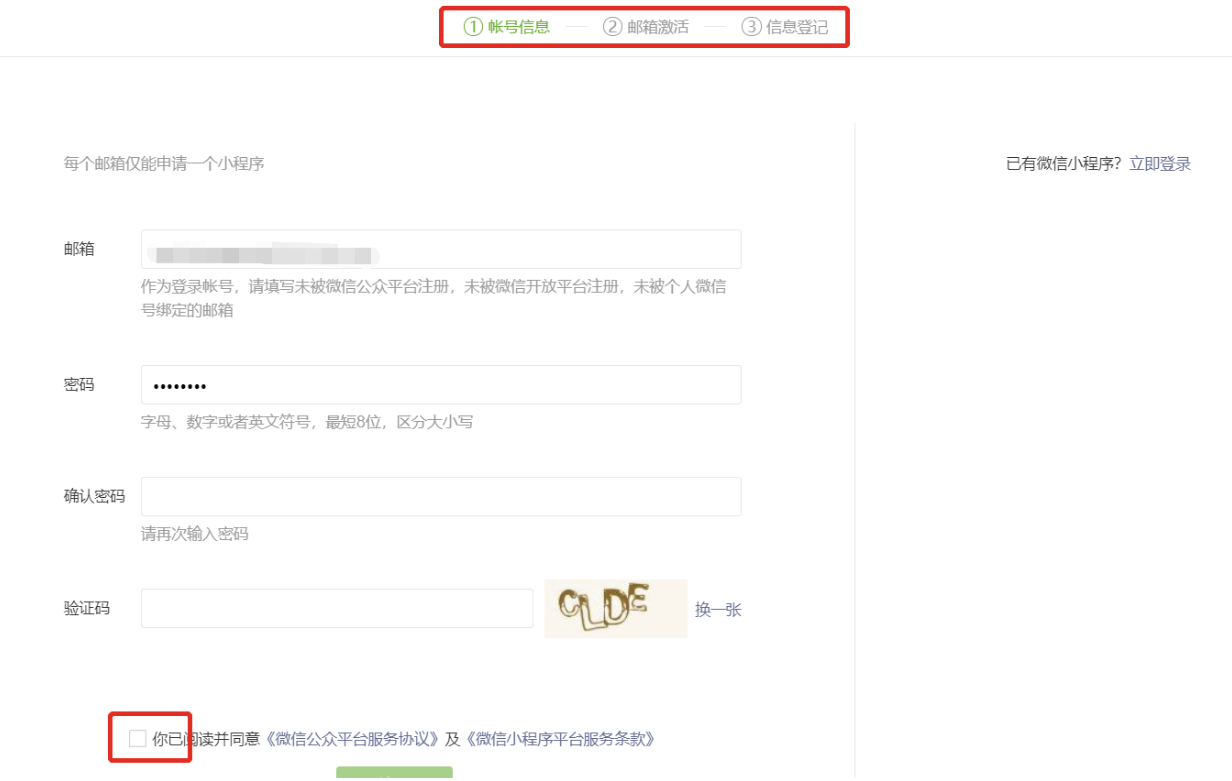 ① 帐号信息 ② 邮箱激活 ③ 信息登记
每个邮箱仅能申请一个小程序
已有微信小程序？立即登录
邮箱
作为登录帐号，请填写未被微信公众平台注册，未被微信开放平台注册，未被个人微信
号绑定的邮箱
密码 ••••••••
字母、数字或者英文符号，最短8位，区分大小写
确认密码
请再次输入密码
验证码 CLDE 换一张
你已阅读并同意《微信公众平台服务协议》及《微信小程序平台服务条款》